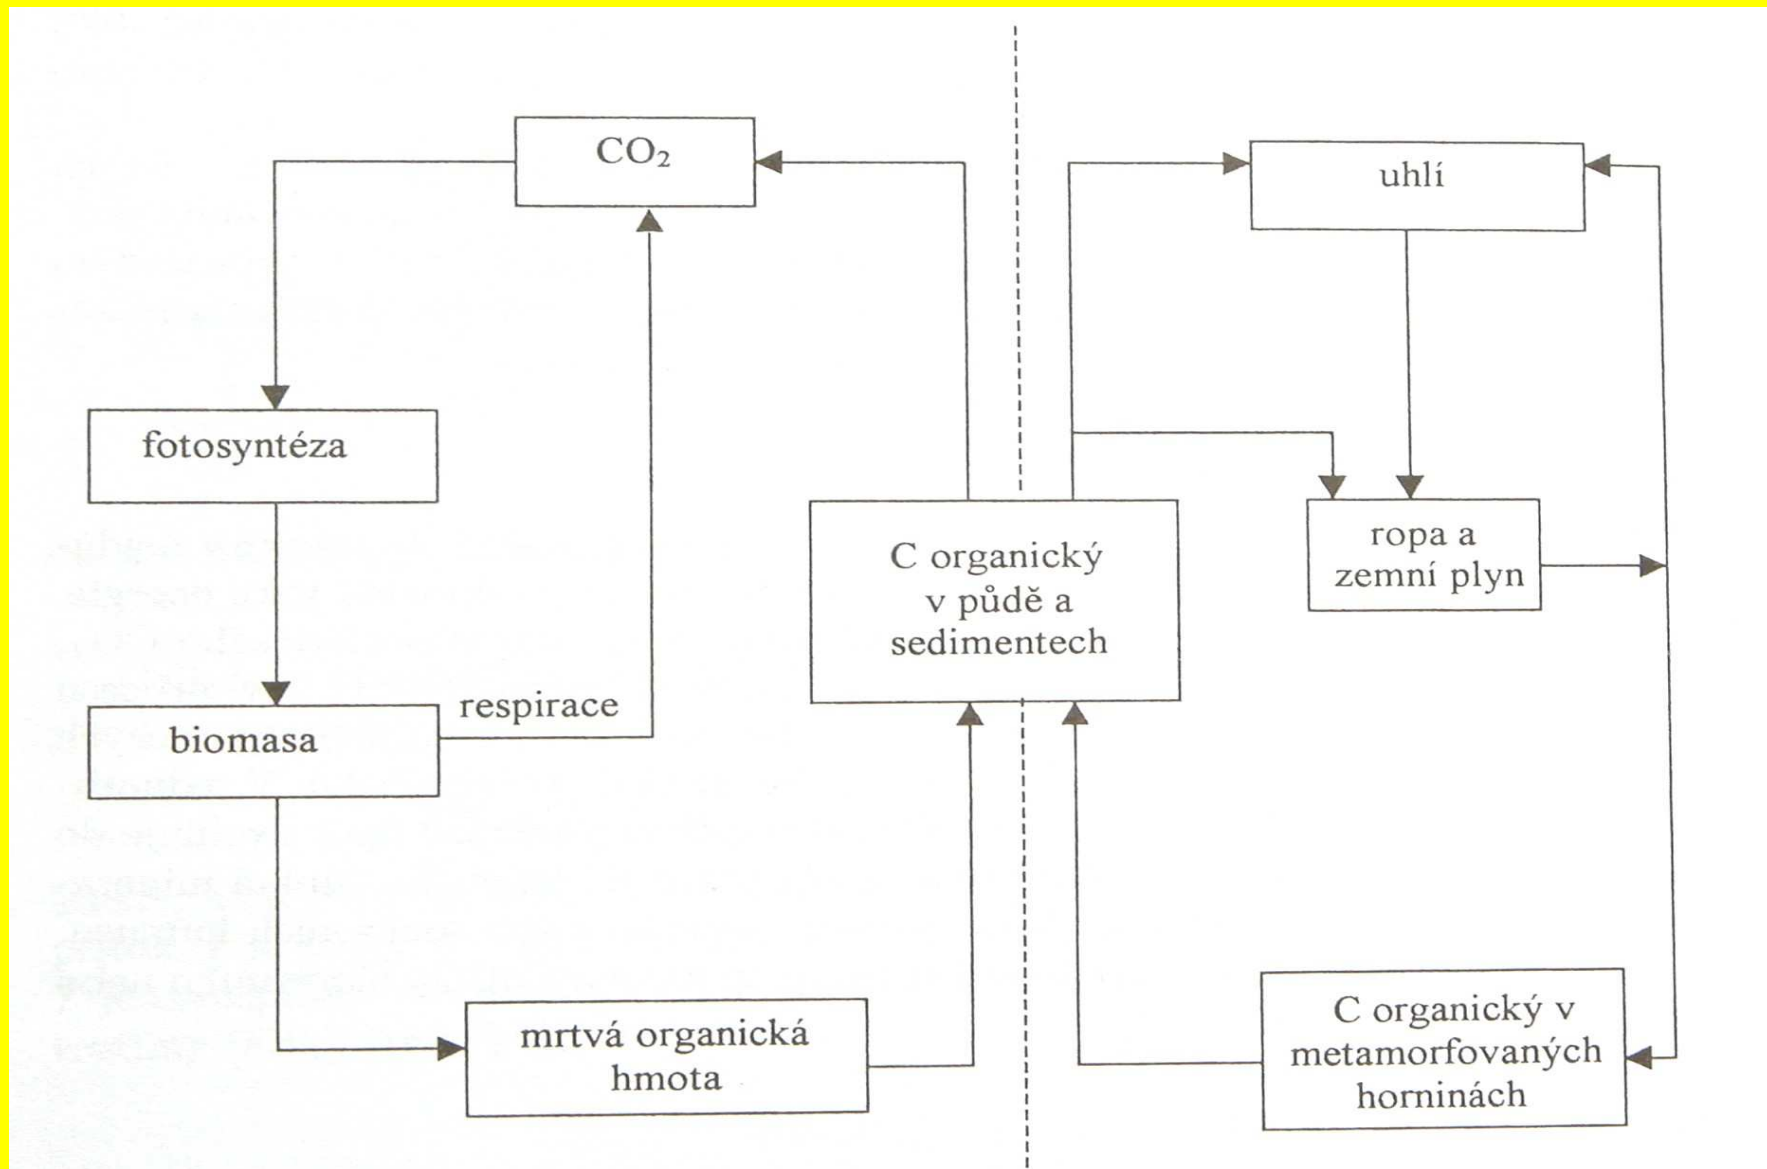 CO₂
uhlí
fotosyntéza
ropa a
zemní plyn
C organický
v půdě a
sedimentech
respirace
biomasa
C organický v
metamorfovaných
horninách
mrtvá organická
hmota